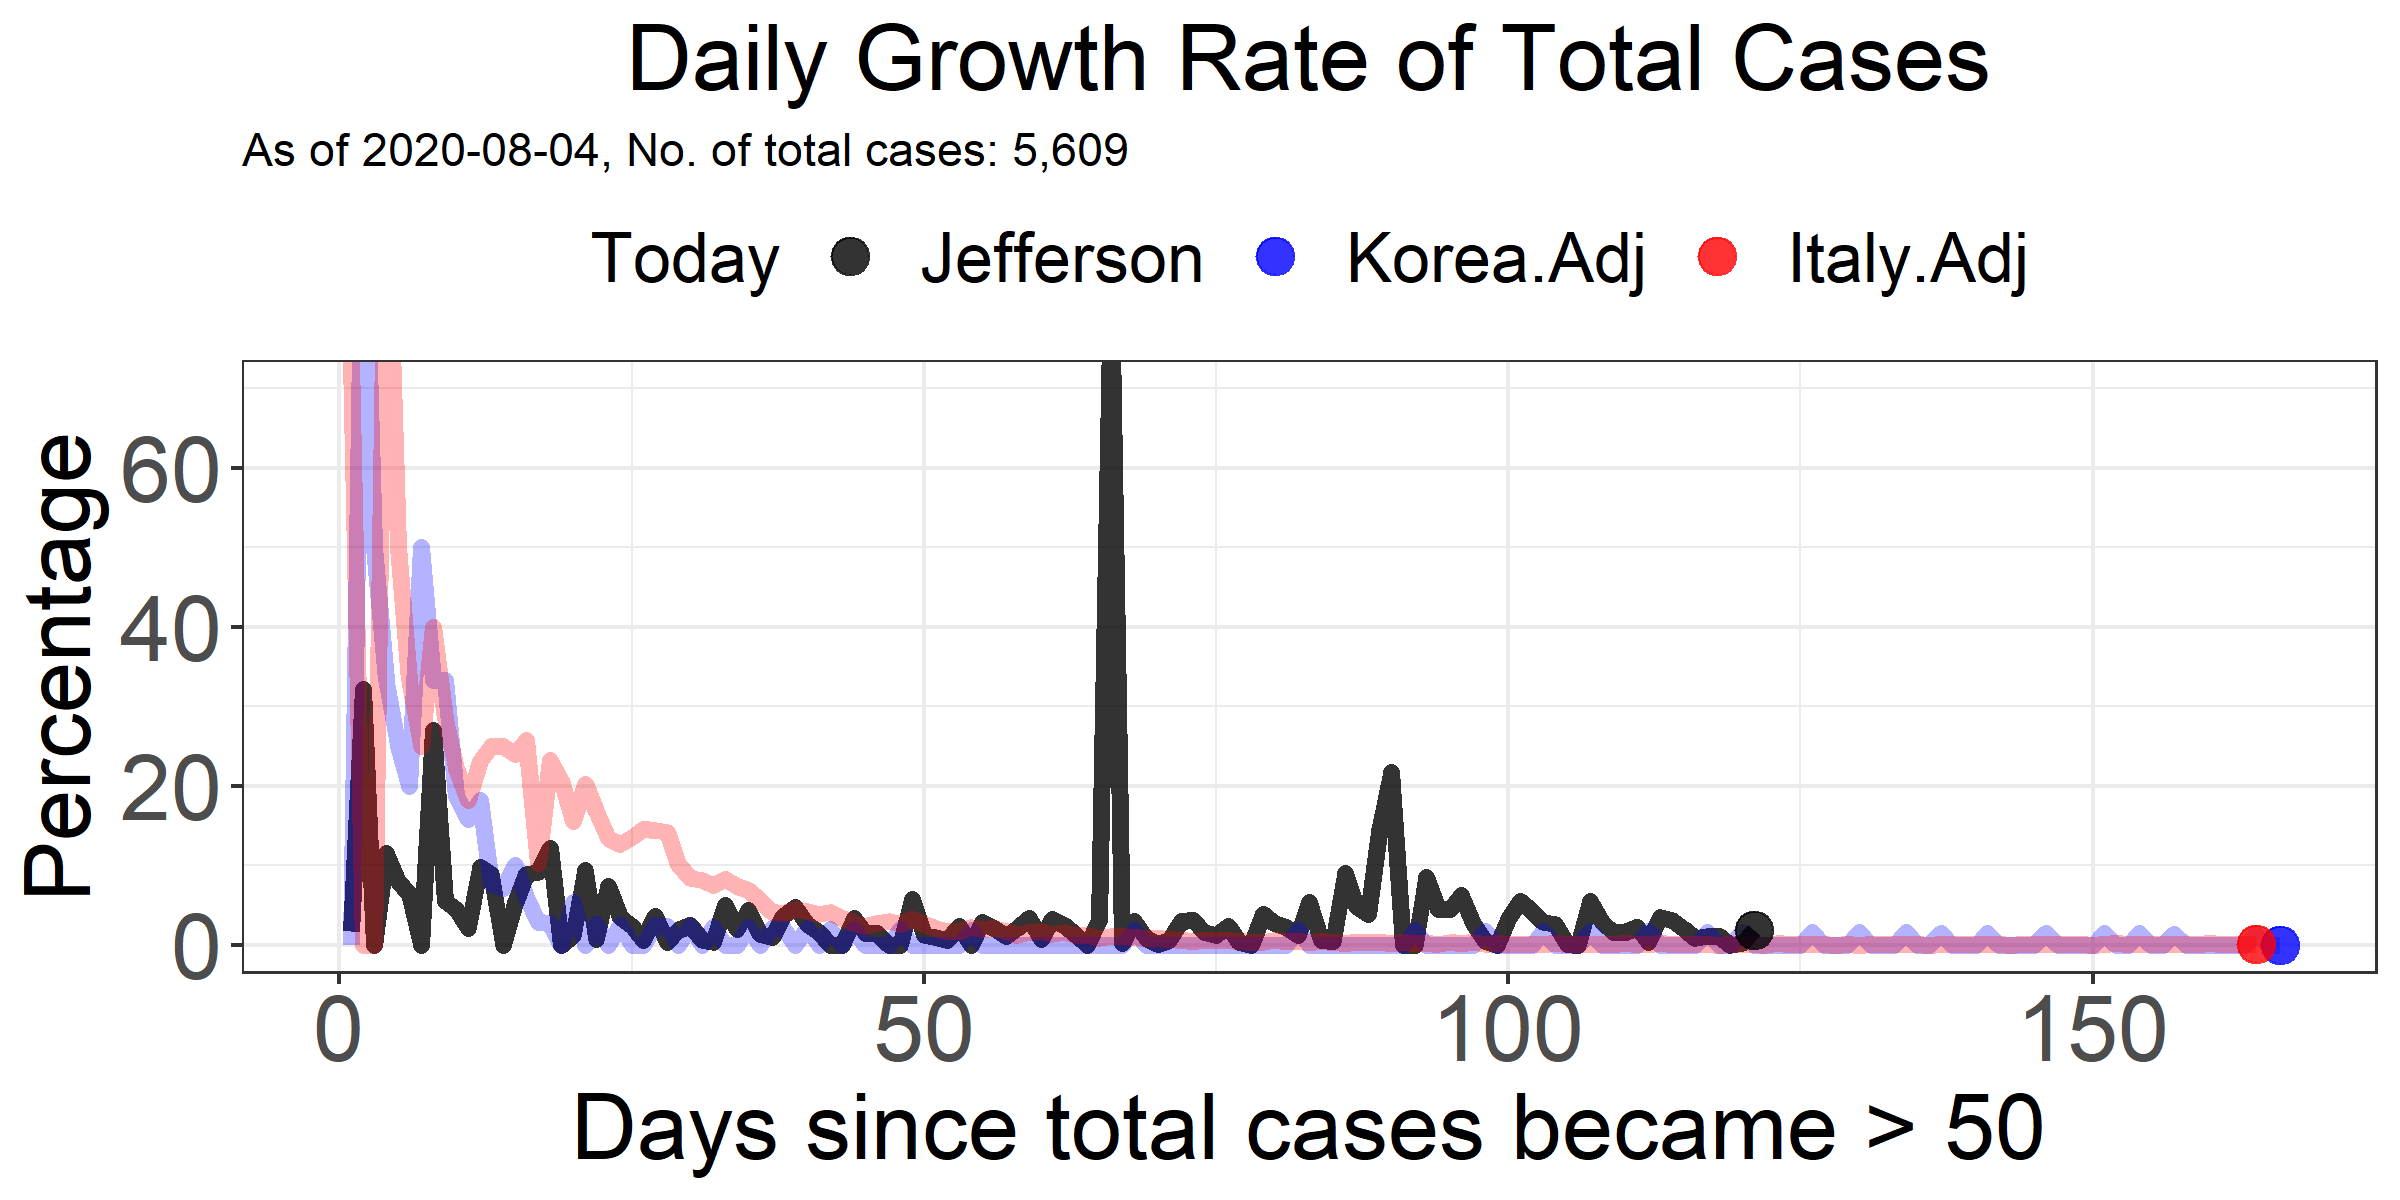 Daily Growth Rate of Total Cases
As of 2020-08-04, No. of total cases: 5,609
Today Jefferson Korea.Adj Italy.Adj
Percentage
60
40
20
0
0 50 100 150
Days since total cases became > 50